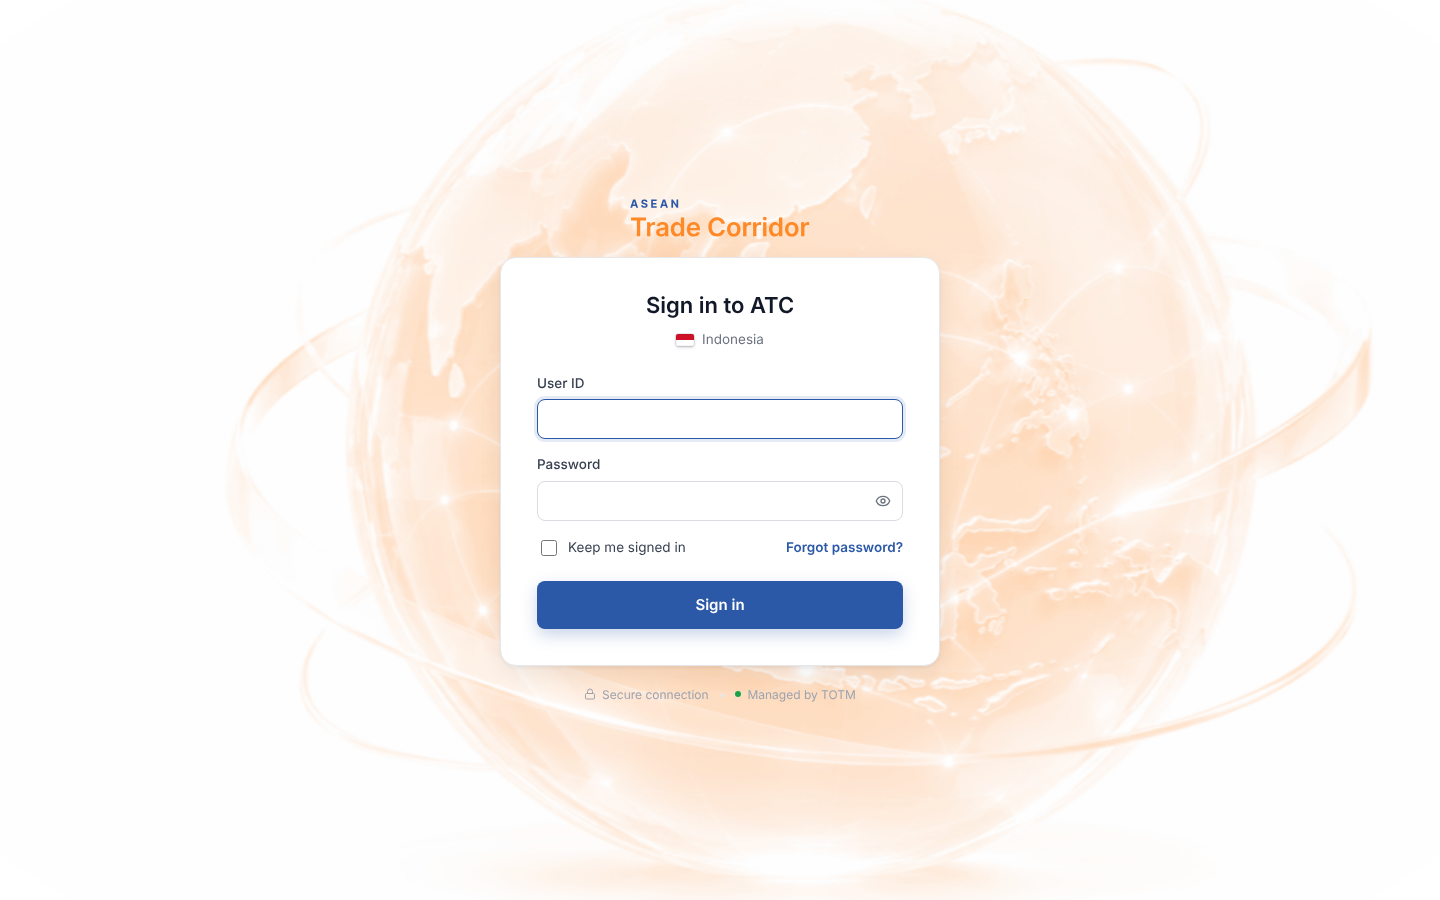 ASEAN
Trade Corridor
Sign in to ATC
Indonesia
User ID
Password
Keep me signed in
Forgot password?
Sign in
Secure connection
Managed by TOTM